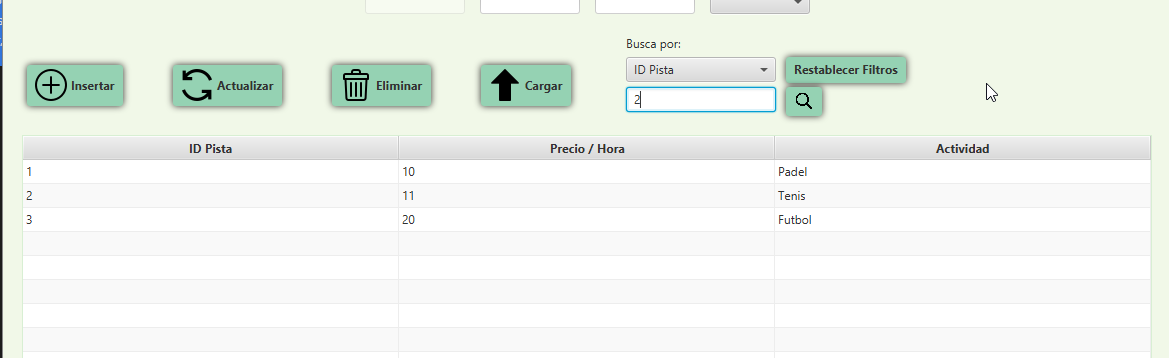 Busca por:
ID Pista
Restablecer Filtros
Insertar
Actualizar
Eliminar
Cargar
2
ID Pista Precio / Hora Actividad
1 10 Padel
2 11 Tenis
3 20 Futbol